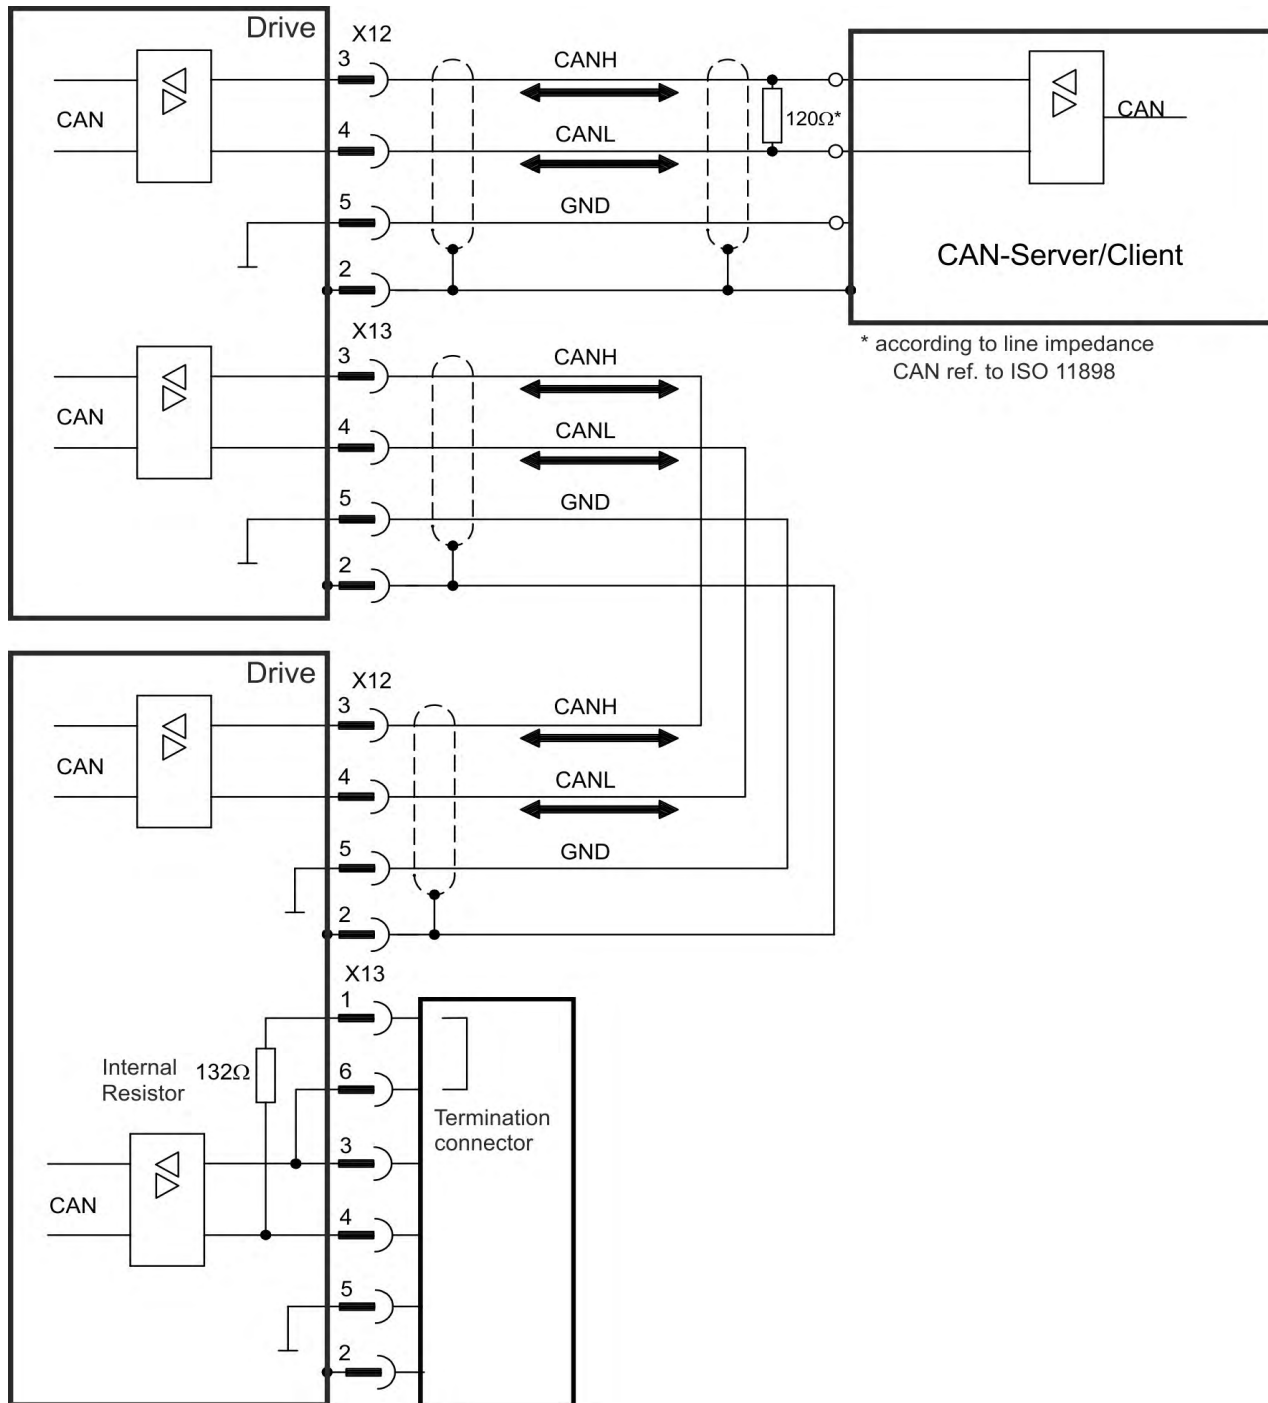 Drive
X12
3
CANH
CAN
120Ω*
CAN
4
CANL
5
GND
CAN-Server/Client
2
X13
* according to line impedance
CAN ref. to ISO 11898
3
CANH
CAN
4
CANL
5
GND
2
Drive
X12
3
CANH
CAN
4
CANL
5
GND
2
X13
1
Internal
Resistor
132Ω
6
Termination
connector
3
CAN
4
5
2